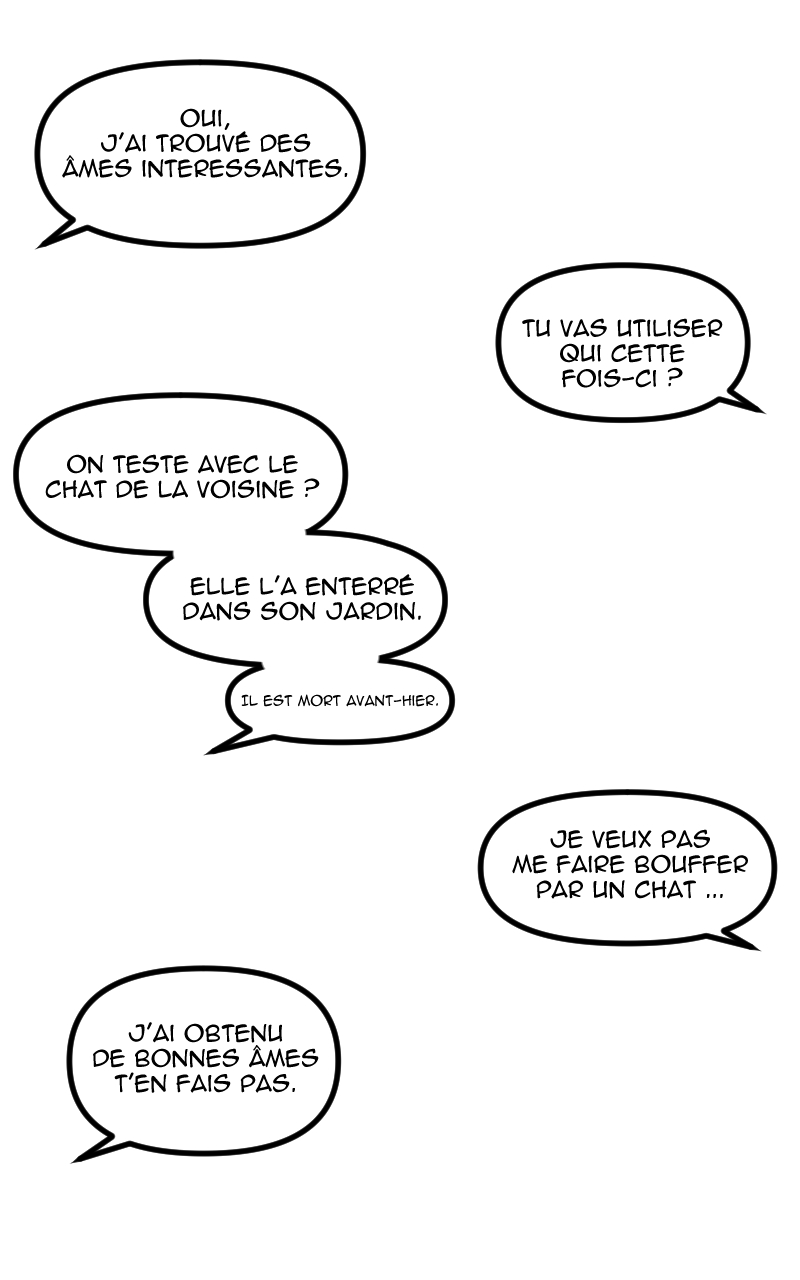 OUI,
J'AI TROUVÉ DES
ÂMES INTERESSANTES.
TU VAS UTILISER
QUI CETTE
FOIS-CI ?
ON TESTE AVEC LE
CHAT DE LA VOISINE ?
ELLE L'A ENTERRÉ
DANS SON JARDIN.
IL EST MORT AVANT-HIER.
JE VEUX PAS
ME FAIRE BOUFFER
PAR UN CHAT ...
J'AI OBTENU
DE BONNES ÂMES
T'EN FAIS PAS.